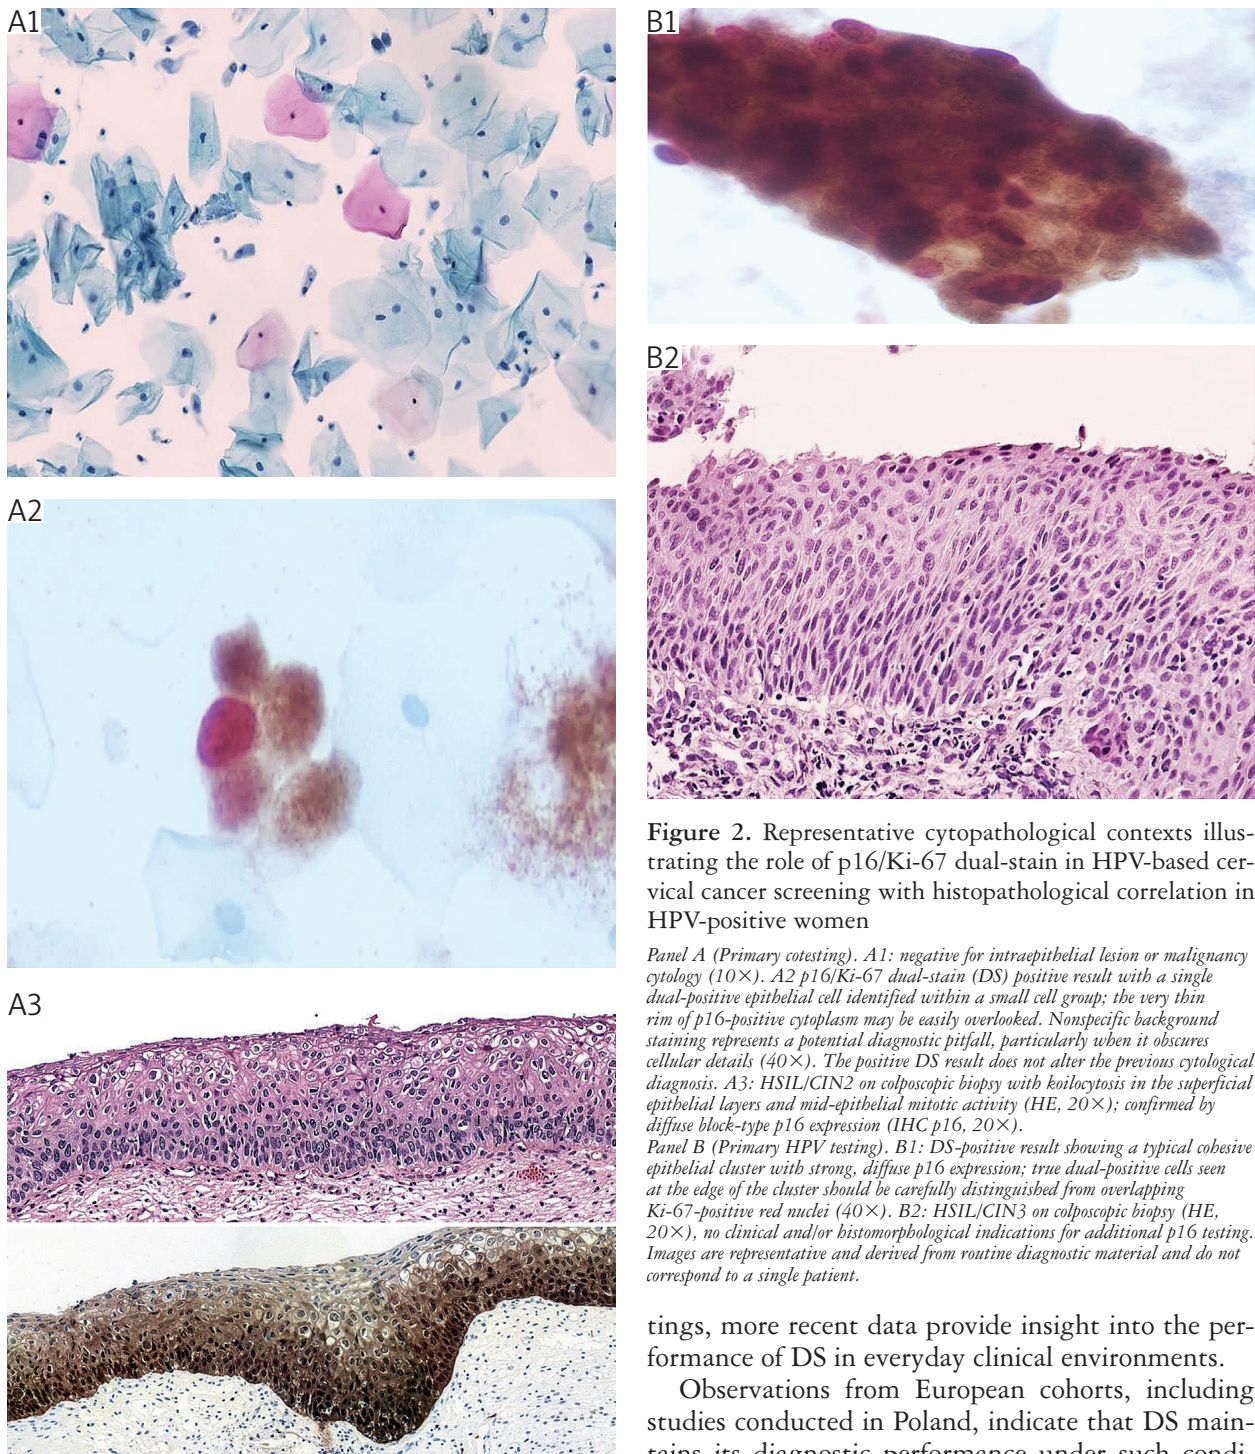 A1
A2
A3
B1
B2
Figure 2. Representative cytopathological contexts illus-
trating the role of p16/Ki-67 dual-stain in HPV-based cer-
vical cancer screening with histopathological correlation in
HPV-positive women
Panel A (Primary cotesting). A1: negative for intraepithelial lesion or malignancy
cytology (10×). A2 p16/Ki-67 dual-stain (DS) positive result with a single
dual-positive epithelial cell identified within a small cell group; the very thin
rim of p16-positive cytoplasm may be easily overlooked. Nonspecific background
staining represents a potential diagnostic pitfall, particularly when it obscures
cellular details (40×). The positive DS result does not alter the previous cytological
diagnosis. A3: HSIL/CIN2 on colposcopic biopsy with koilocytosis in the superficial
epithelial layers and mid-epithelial mitotic activity (HE, 20×); confirmed by
diffuse block-type p16 expression (IHC p16, 20×).
Panel B (Primary HPV testing). B1: DS-positive result showing a typical cohesive
epithelial cluster with strong, diffuse p16 expression; true dual-positive cells seen
at the edge of the cluster should be carefully distinguished from overlapping
Ki-67-positive red nuclei (40×). B2: HSIL/CIN3 on colposcopic biopsy (HE,
20×), no clinical and/or histomorphological indications for additional p16 testing.
Images are representative and derived from routine diagnostic material and do not
correspond to a single patient.
tings, more recent data provide insight into the per-
formance of DS in everyday clinical environments.
Observations from European cohorts, including
studies conducted in Poland, indicate that DS main-
tains its diagnostic performance under such condi-